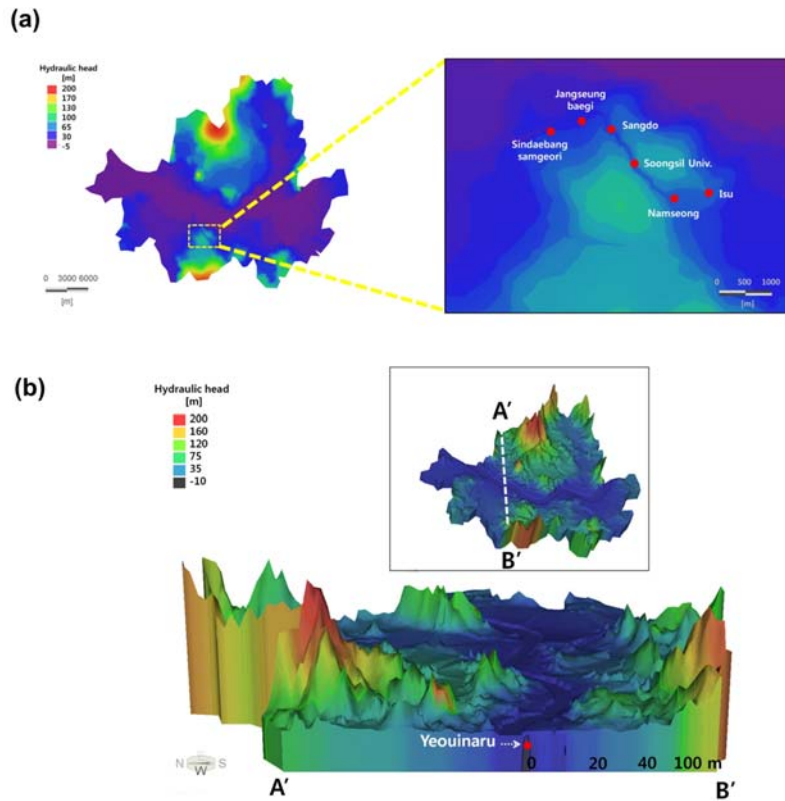 (a)
Hydraulic head
[m]
200
170
130
100
65
30
-5
0 3000 6000
[m]
Jangseung
baegi
Sangdo
Sindaebang
samgeori
Soongsil Univ.
Isu
Namseong
0 500 1000
[m]
(b)
Hydraulic head
[m]
200
160
120
75
35
-10
A'
B'
Yeouinaru
0 20 40 100 m
N S
W
A' B'